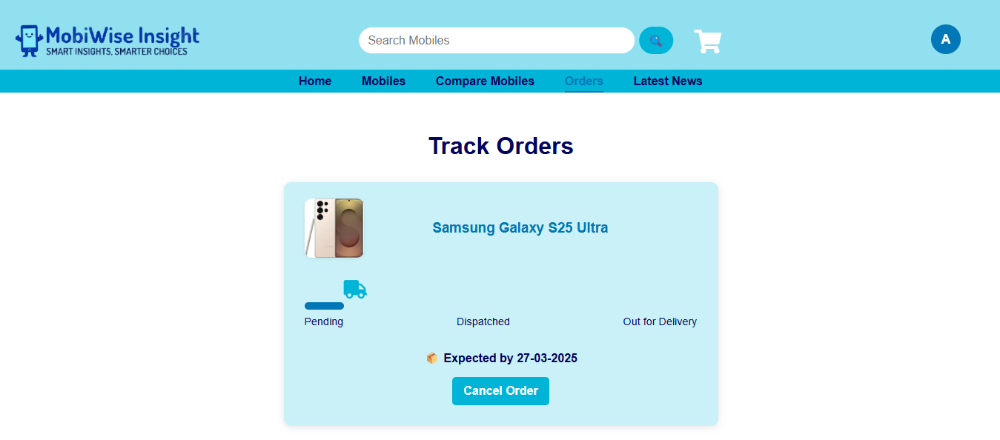 MobiWise Insight
SMART INSIGHTS, SMARTER CHOICES
Search Mobiles
A
Home Mobiles Compare Mobiles Orders Latest News
Track Orders
Samsung Galaxy S25 Ultra
Pending Dispatched Out for Delivery
Expected by 27-03-2025
Cancel Order